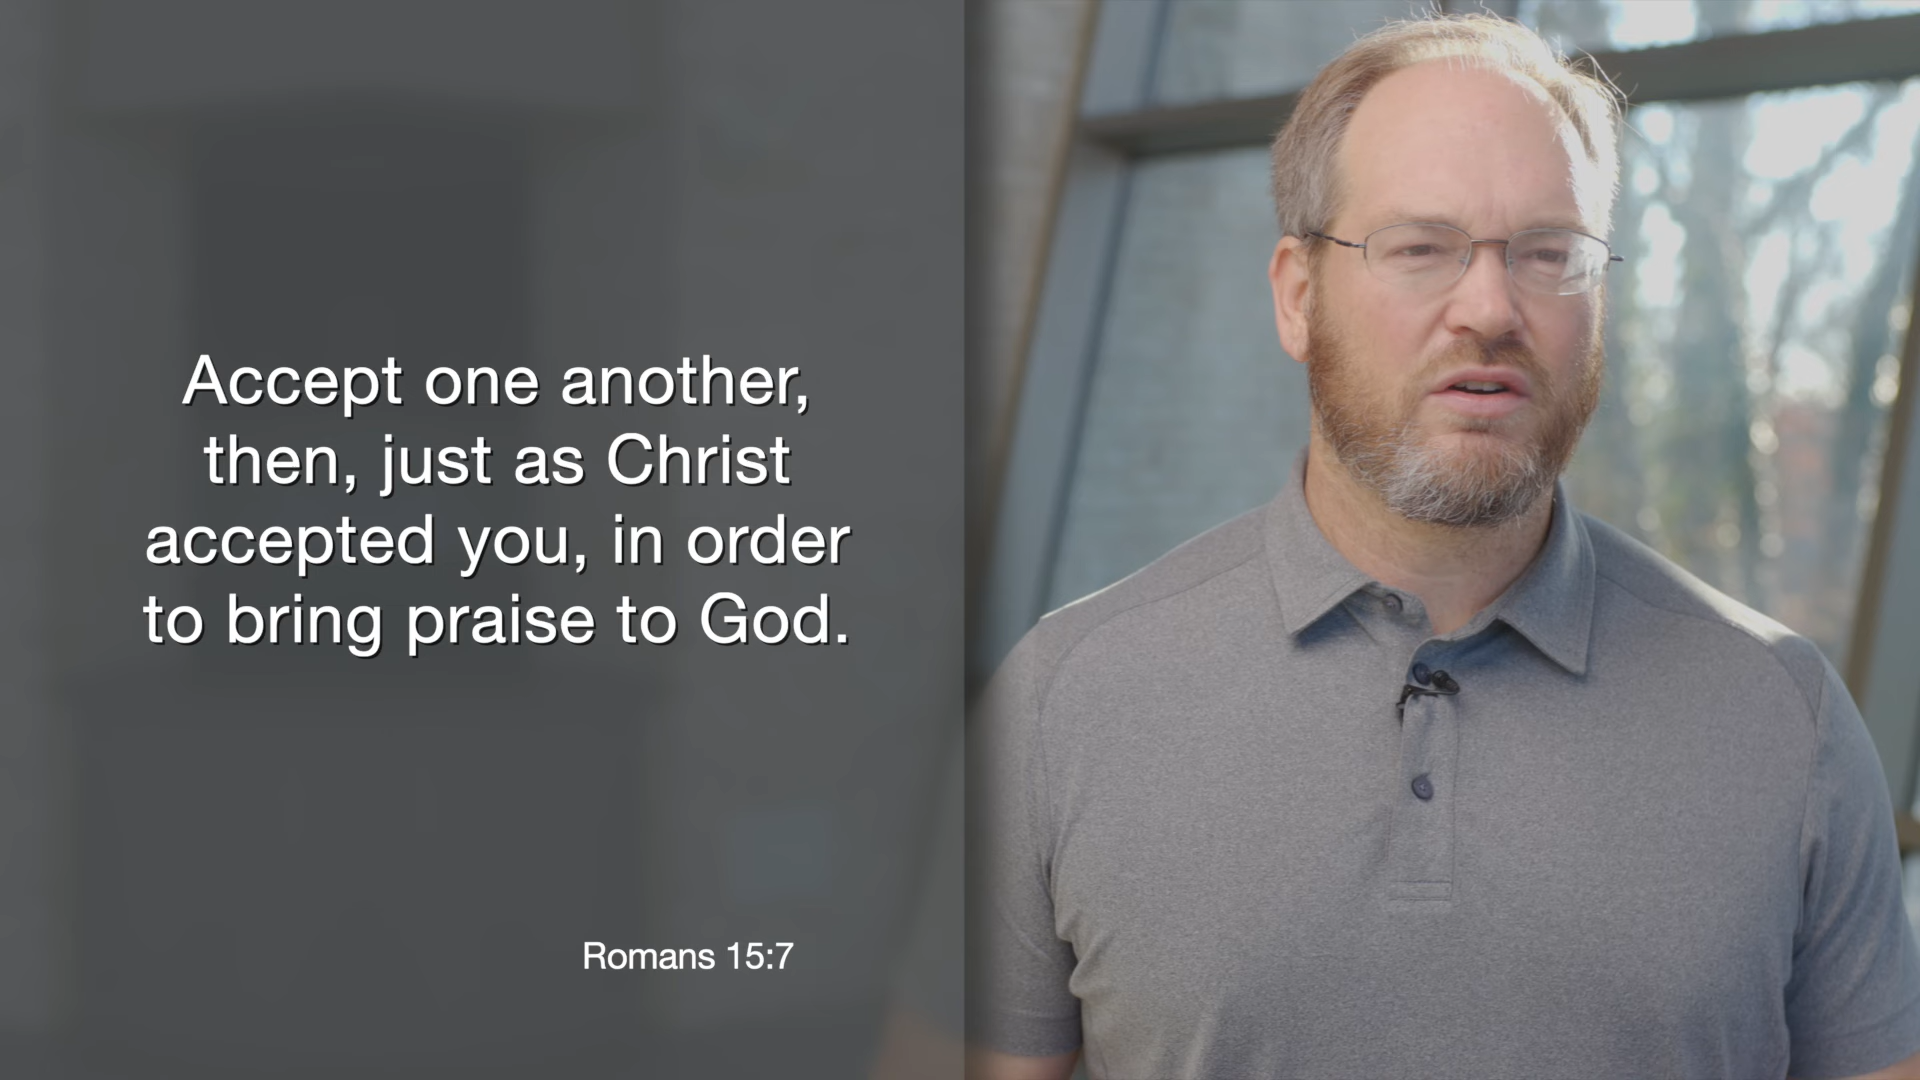 Accept one another,
then, just as Christ
accepted you, in order
to bring praise to God.
Romans 15:7